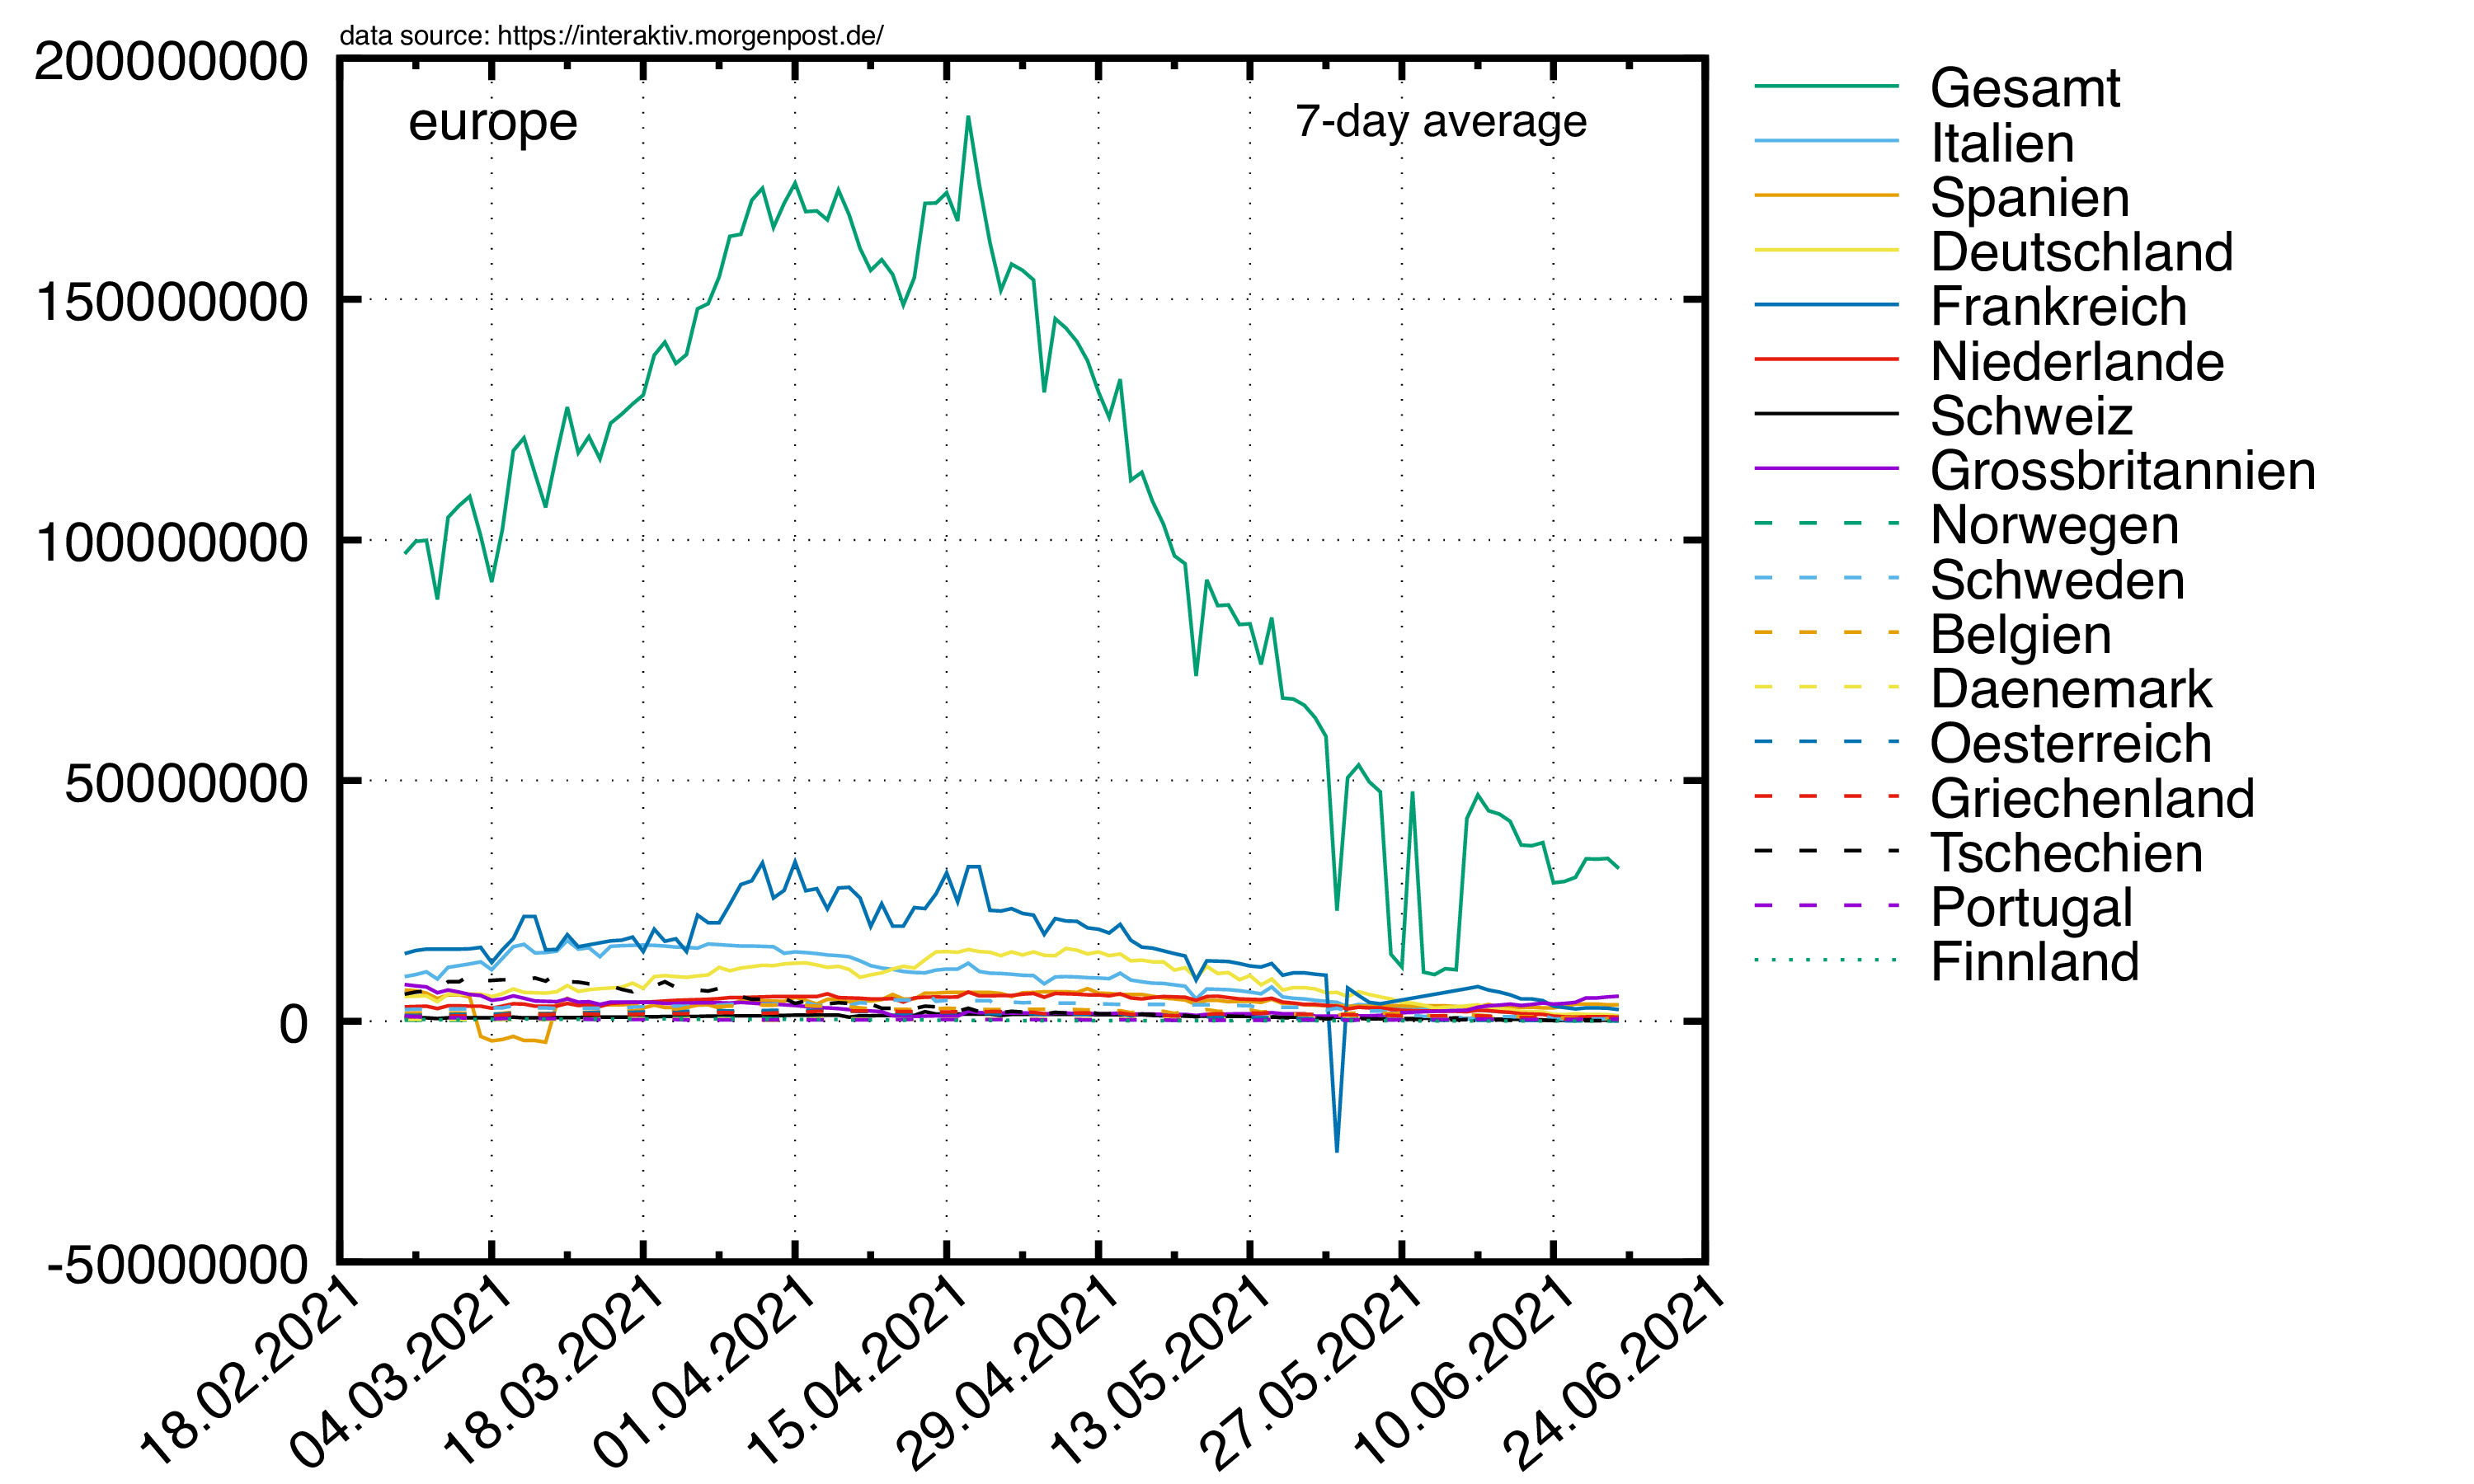 data source: https://interaktiv.morgenpost.de/
europe
7-day average
200000000
150000000
100000000
50000000
0
-50000000
18.02.2021
04.03.2021
18.03.2021
01.04.2021
15.04.2021
29.04.2021
13.05.2021
27.05.2021
10.06.2021
24.06.2021
Gesamt
Italien
Spanien
Deutschland
Frankreich
Niederlande
Schweiz
Grossbritannien
Norwegen
Schweden
Belgien
Daenemark
Oesterreich
Griechenland
Tschechien
Portugal
Finnland